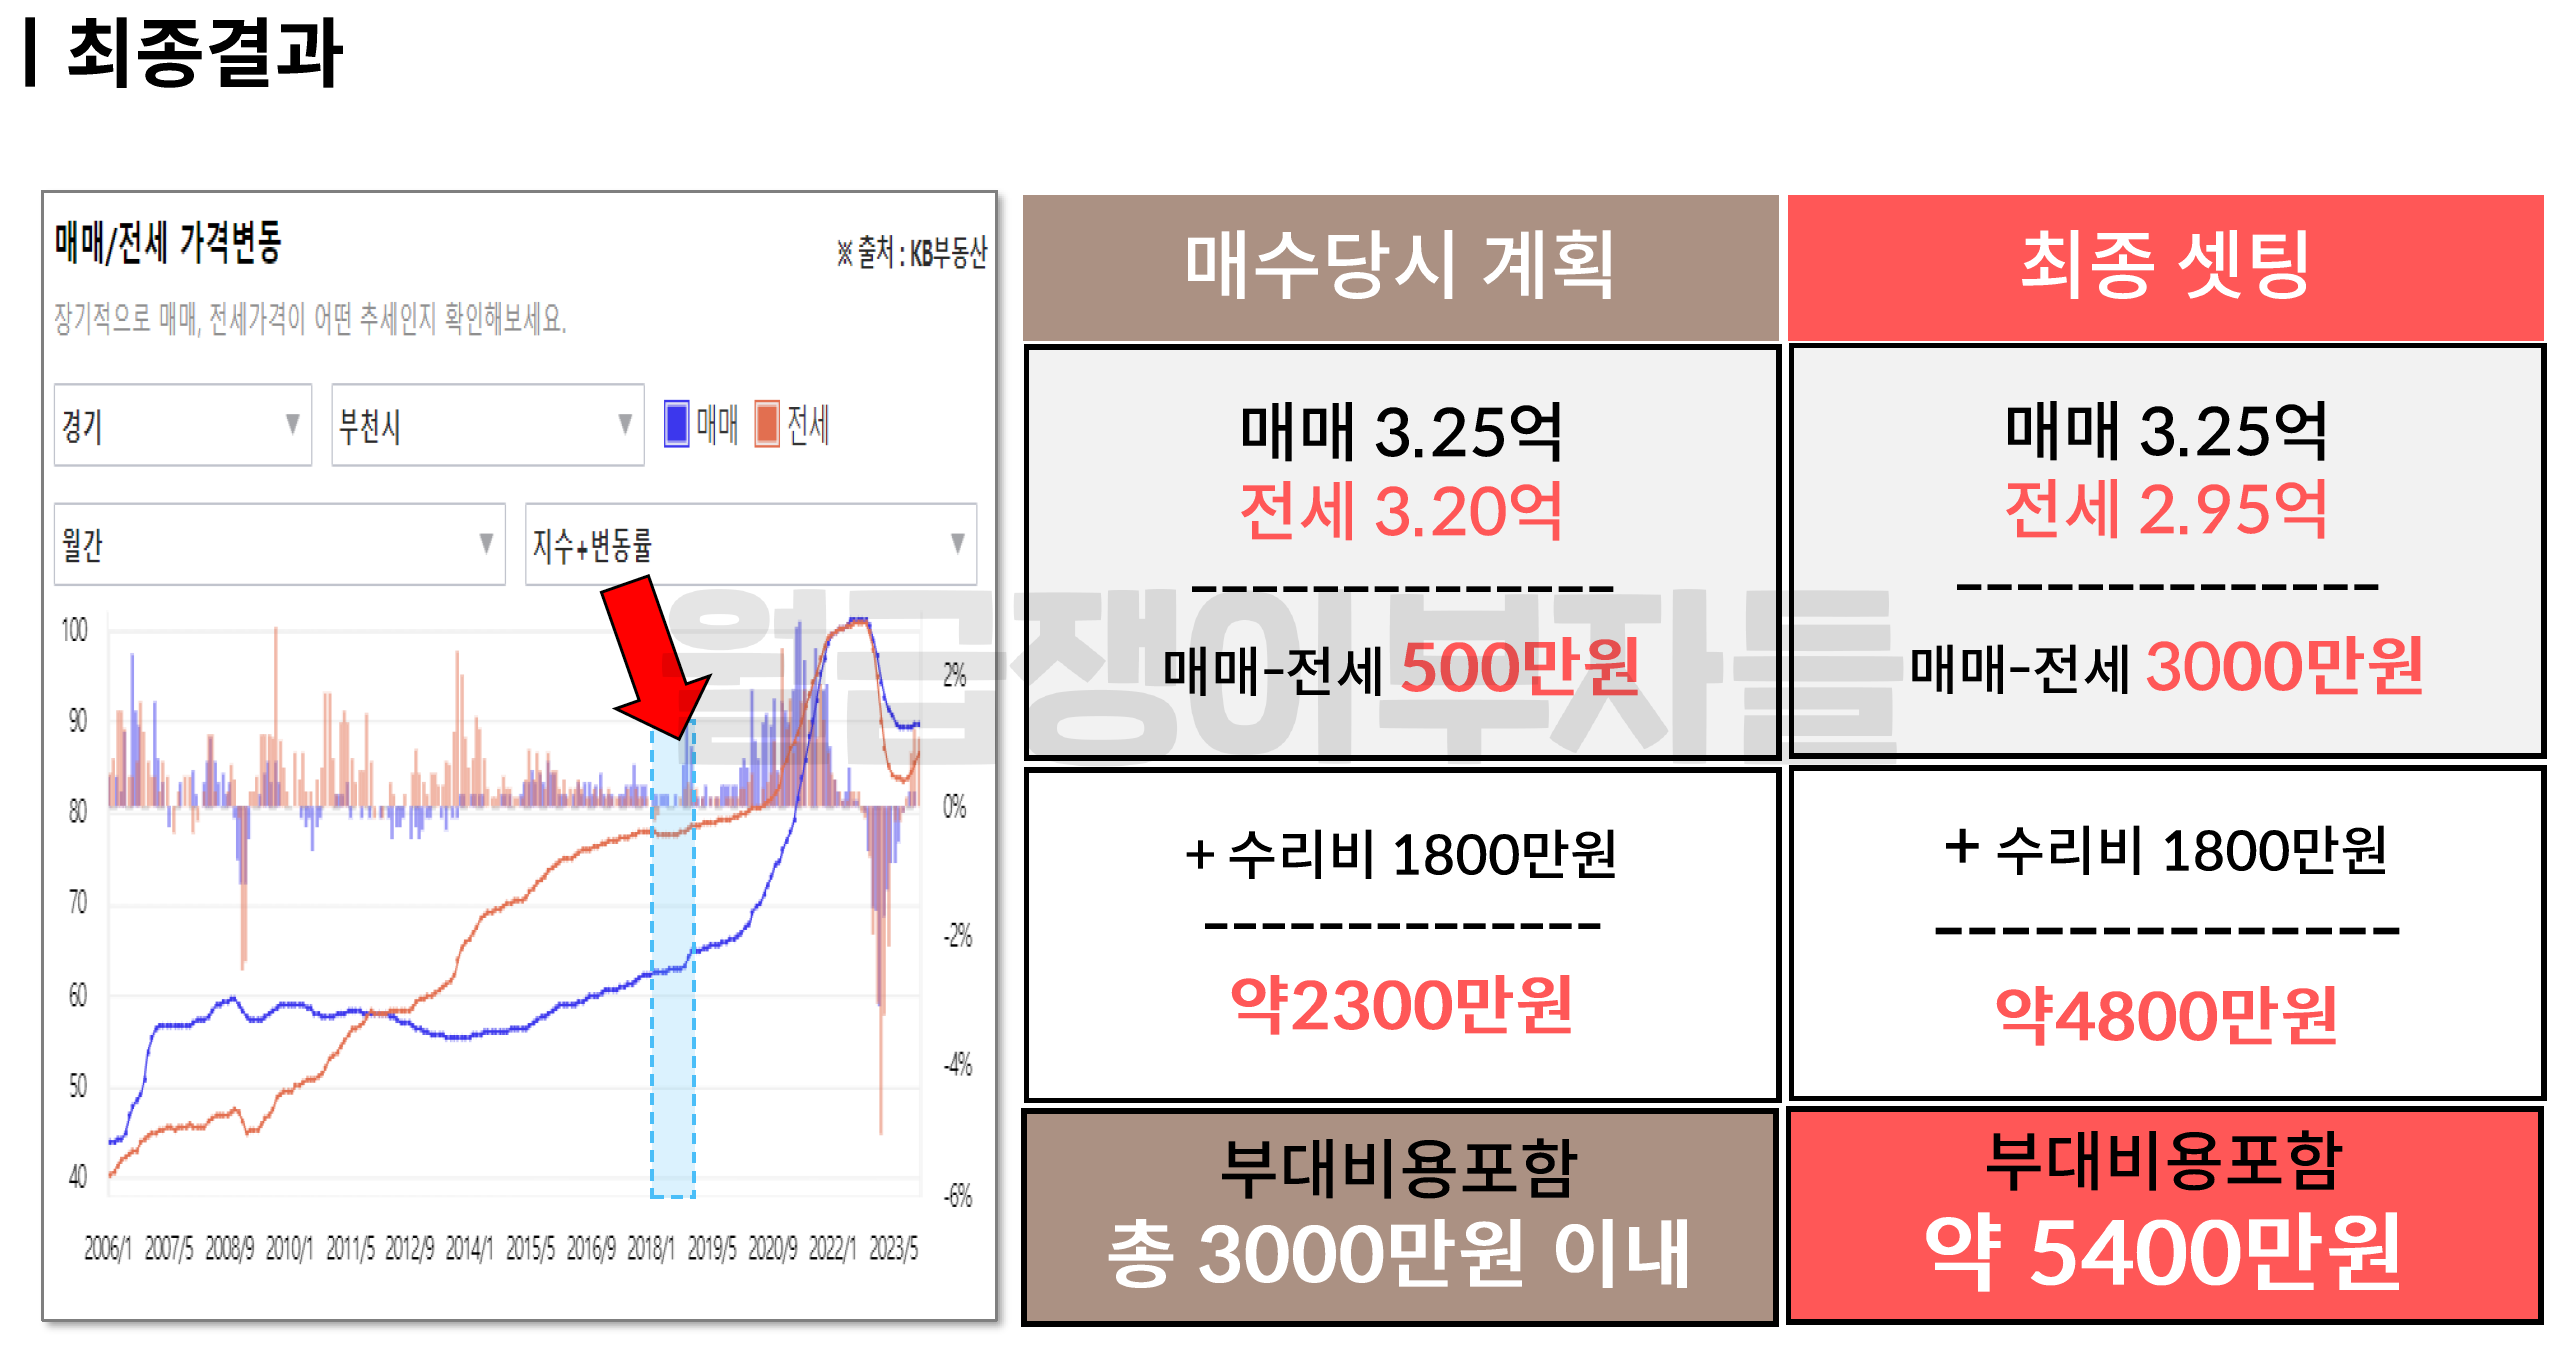 | 최종결과
매매/전세 가격변동
※ 출처 : KB부동산
장기적으로 매매, 전세가격이 어떤 추세인지 확인해보세요.
경기 ▼ 부천시 ▼ 매매 전세
월간 ▼ 지수+변동률 ▼
100
90
80
70
60
50
40
2%
0%
-2%
-4%
-6%
2006/1 2007/5 2008/9 2010/1 2011/5 2012/9 2014/1 2015/5 2016/9 2018/1 2019/5 2020/9 2022/1 2023/5
매수당시 계획
매매 3.25억
전세 3.20억
--------------
매매-전세 500만원
+ 수리비 1800만원
--------------
약2300만원
부대비용포함
총 3000만원 이내
최종 셋팅
매매 3.25억
전세 2.95억
--------------
매매-전세 3000만원
+ 수리비 1800만원
--------------
약4800만원
부대비용포함
약 5400만원
월급쟁이부자들